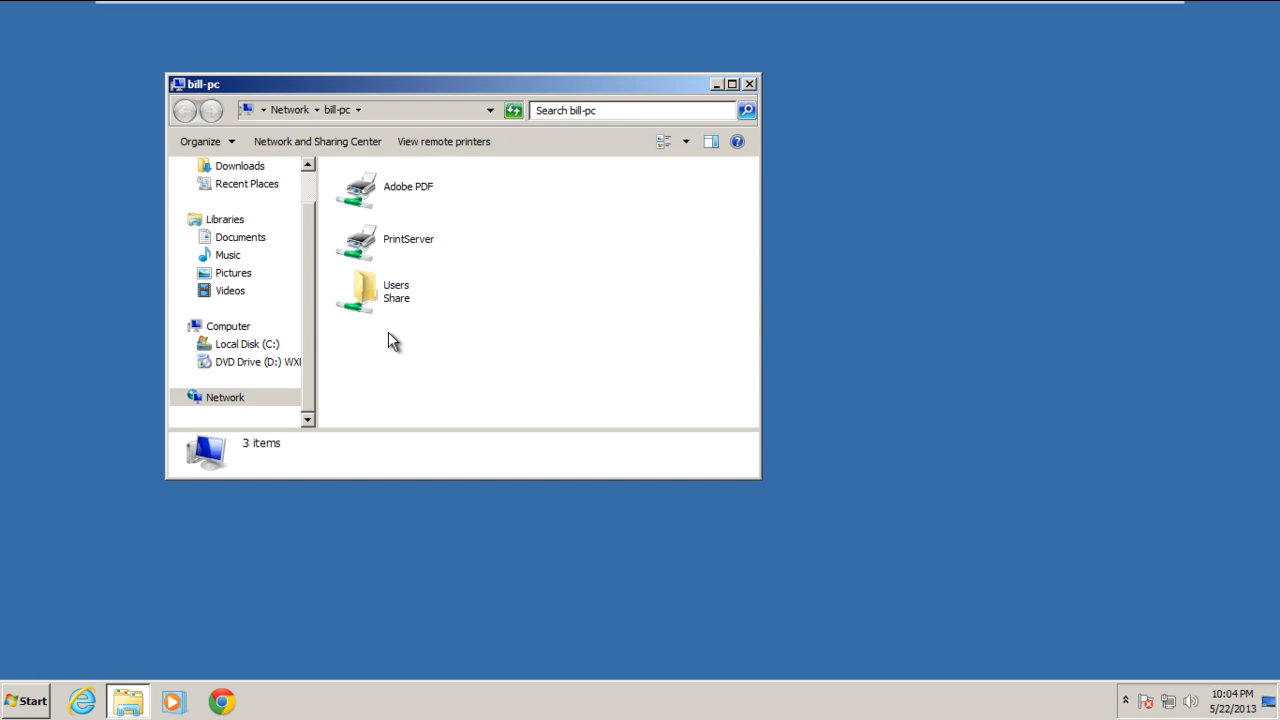 bill-pc
Network bill-pc
Search bill-pc
Organize Network and Sharing Center View remote printers
Downloads
Recent Places
Libraries
Documents
Music
Pictures
Videos
Computer
Local Disk (C:)
DVD Drive (D:) WXI
Network
Adobe PDF
PrintServer
Users
Share
3 items
Start
10:04 PM
5/22/2013